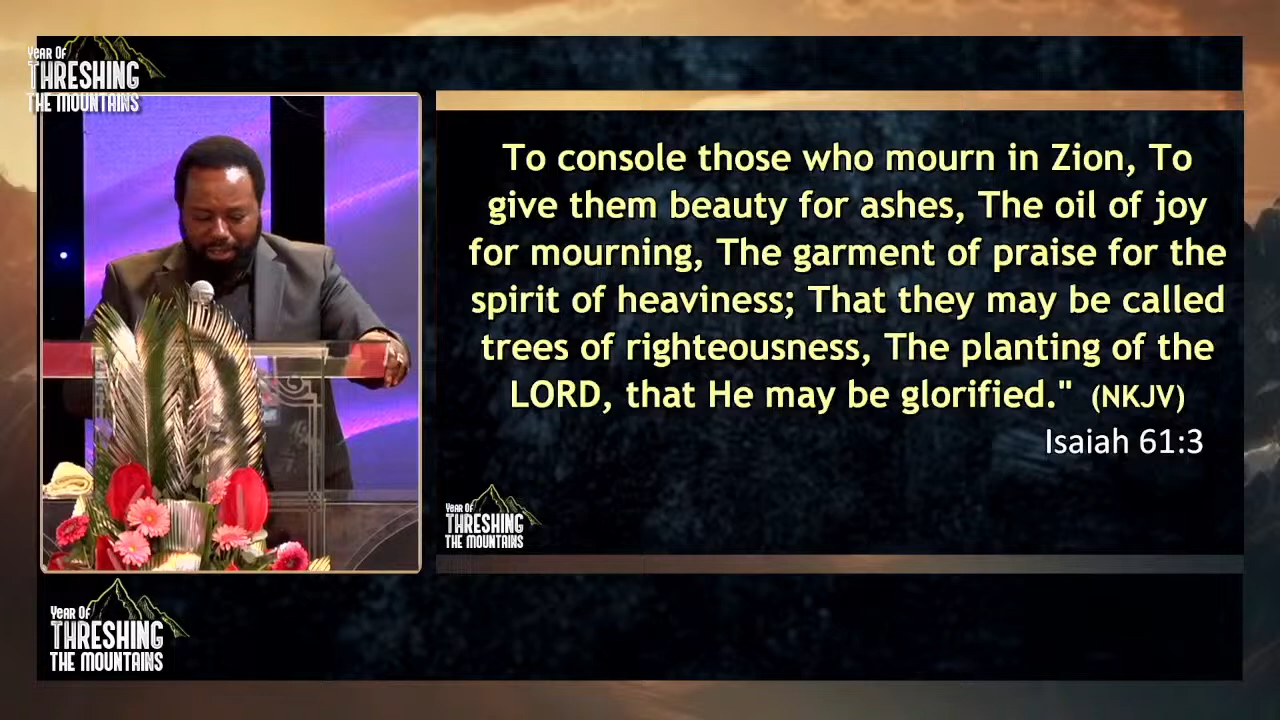 Year Of
THRESHING
THE MOUNTAINS
To console those who mourn in Zion, To
give them beauty for ashes, The oil of joy
for mourning, The garment of praise for the
spirit of heaviness; That they may be called
trees of righteousness, The planting of the
LORD, that He may be glorified." (NKJV)
Isaiah 61:3
Year Of
THRESHING
THE MOUNTAINS
Year Of
THRESHING
THE MOUNTAINS